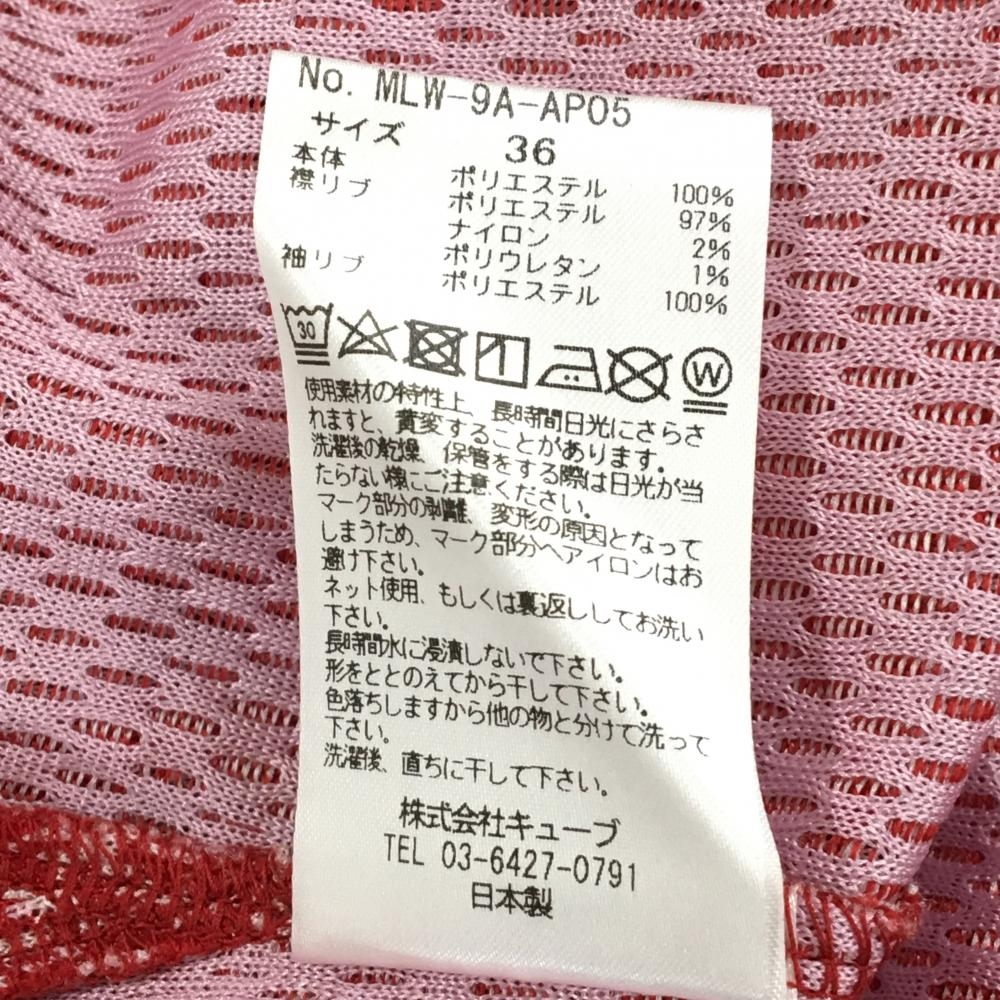 No. MLW-9A-AP05
サイズ 36
本体 ポリエステル 100%
襟リブ ポリエステル 97%
ナイロン 2%
ポリウレタン 1%
袖リブ ポリエステル 100%
30 W
使用素材の特性上、長時間日光にさらさ
れますと、黄変することがあります。
洗濯後の乾燥、保管をする際は日光が当
たらない様にご注意ください。
マーク部分の剥離、変形の原因となって
しまうため、マーク部分へアイロンはお
避け下さい。
ネット使用、もしくは裏返ししてお洗い
下さい。
長時間水に浸漬しないで下さい。
形をととのえてから干して下さい。
色落ちしますから他の物と分けて洗って
下さい。
洗濯後、直ちに干して下さい。
株式会社キューブ
TEL 03-6427-0791
日本製